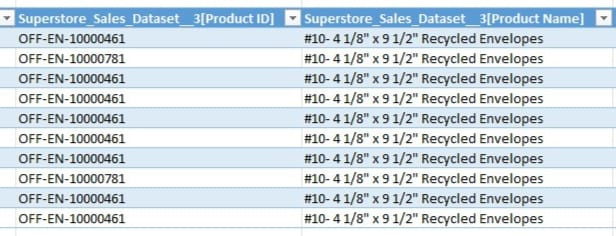 Superstore_Sales_Dataset__3[Product ID] Superstore_Sales_Dataset__3[Product Name]
OFF-EN-10000461 #10- 4 1/8" x 9 1/2" Recycled Envelopes
OFF-EN-10000781 #10- 4 1/8" x 9 1/2" Recycled Envelopes
OFF-EN-10000461 #10- 4 1/8" x 9 1/2" Recycled Envelopes
OFF-EN-10000461 #10- 4 1/8" x 9 1/2" Recycled Envelopes
OFF-EN-10000461 #10- 4 1/8" x 9 1/2" Recycled Envelopes
OFF-EN-10000461 #10- 4 1/8" x 9 1/2" Recycled Envelopes
OFF-EN-10000461 #10- 4 1/8" x 9 1/2" Recycled Envelopes
OFF-EN-10000781 #10- 4 1/8" x 9 1/2" Recycled Envelopes
OFF-EN-10000461 #10- 4 1/8" x 9 1/2" Recycled Envelopes
OFF-EN-10000461 #10- 4 1/8" x 9 1/2" Recycled Envelopes